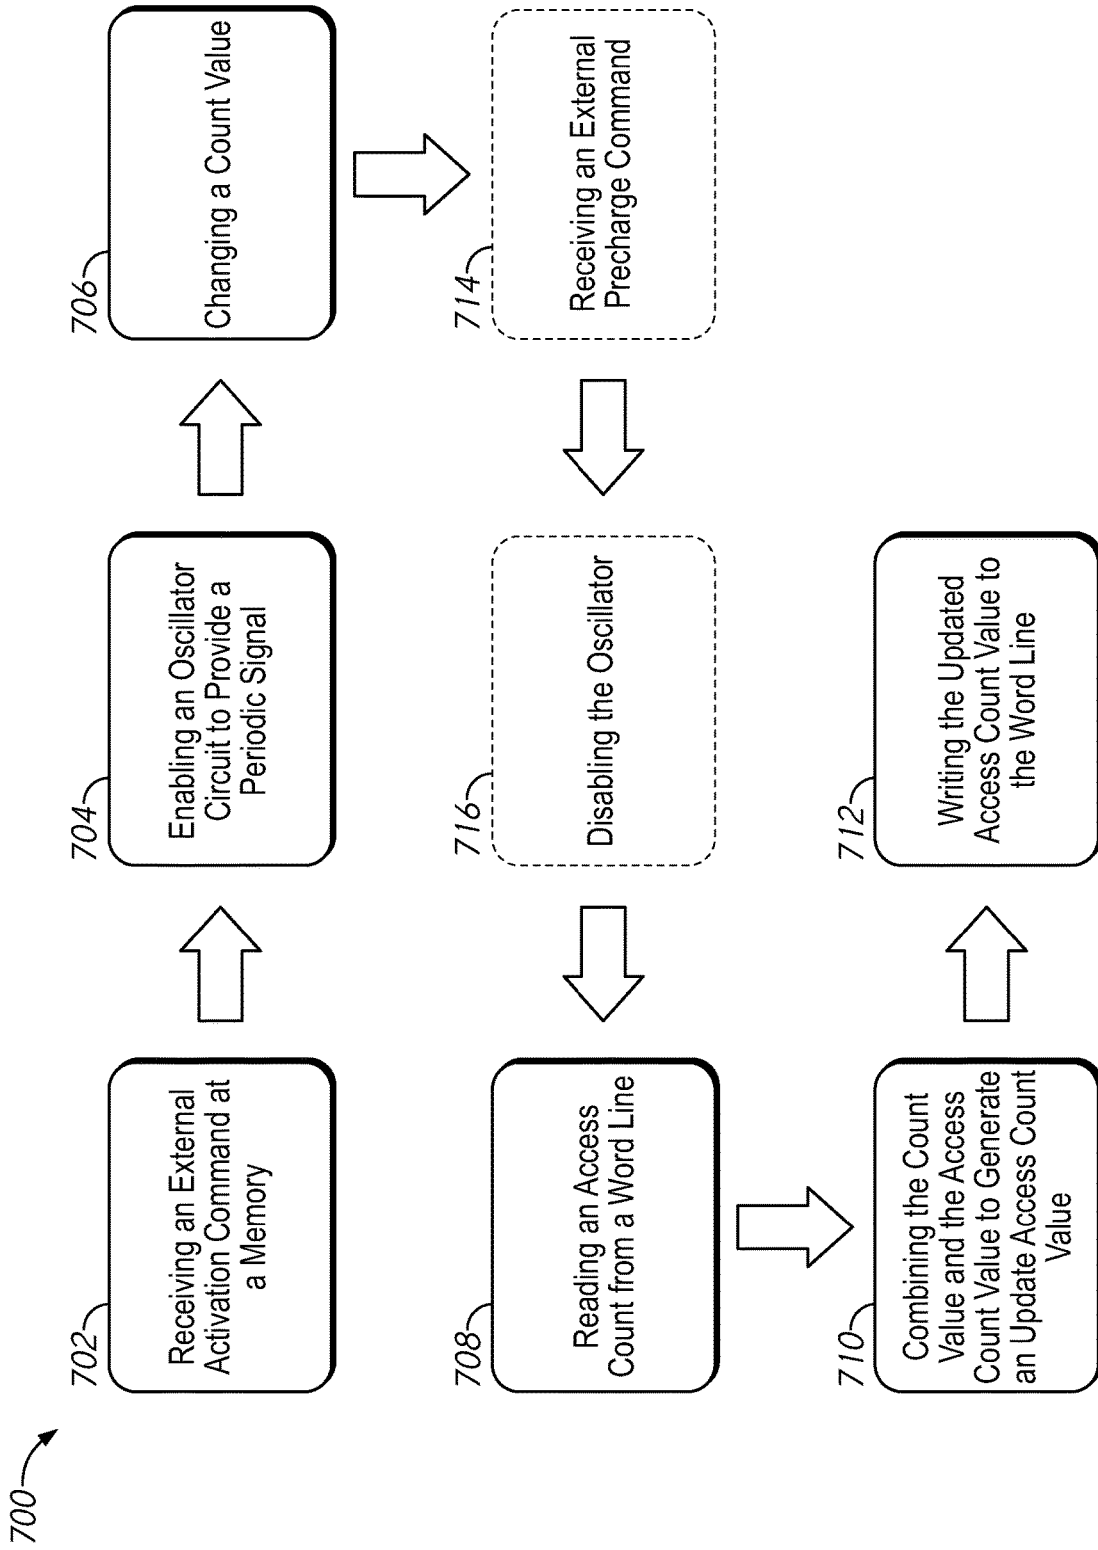 700
702
Receiving an External
Activation Command at
a Memory
704
Enabling an Oscillator
Circuit to Provide a
Periodic Signal
706
Changing a Count Value
714
Receiving an External
Precharge Command
716
Disabling the Oscillator
708
Reading an Access
Count from a Word Line
710
Combining the Count
Value and the Access
Count Value to Generate
an Update Access Count
Value
712
Writing the Updated
Access Count Value to
the Word Line